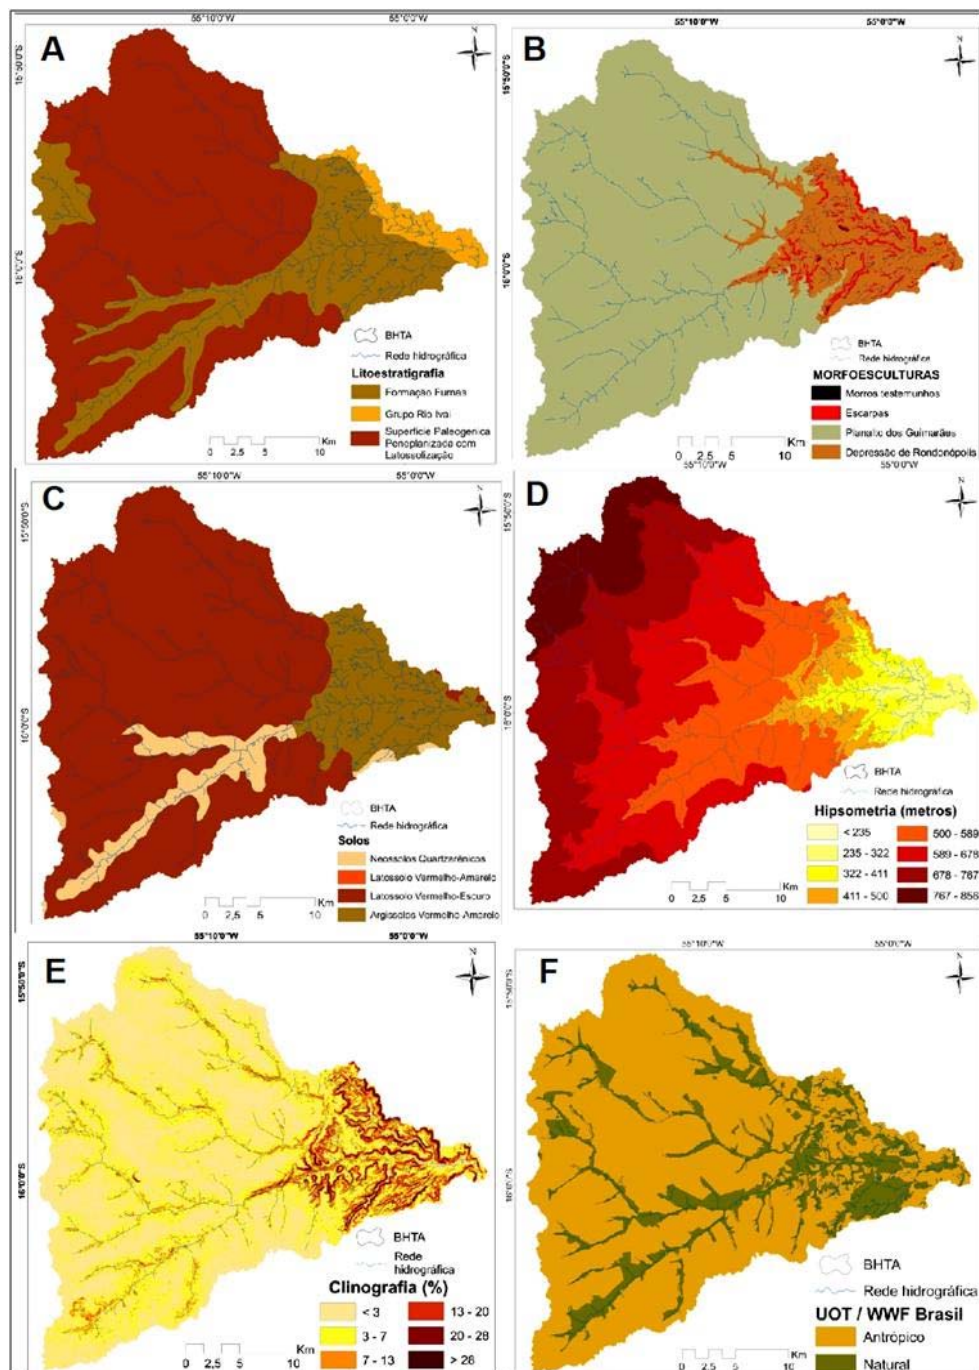 A
55°10'0"W
55°0'0"W
N
16°0'0"S
BHTA
Rede hidrográfica
Litoestratigrafia
Formação Furnas
Grupo Rio Ivaí
Superfície Paleogenica
Peneplanizada com
Latossolização
Km
0 2,5 5 10
B
55°10'0"W
55°0'0"W
N
16°0'0"S
BHTA
Rede hidrográfica
MORFOESCULTURAS
Morros testemunhos
Escarpas
Planalto dos Guimarães
Depressão de Rondonópolis
Km
0 2,5 5 10
C
55°10'0"W
55°0'0"W
N
15°50'0"S
16°0'0"S
BHTA
Rede hidrográfica
Solos
Neossolos Quartzarênicos
Latossolo Vermelho-Amarelo
Latossolo Vermelho-Escuro
Argissolos Vermelho-Amarelo
Km
0 2,5 5 10
D
55°10'0"W
55°0'0"W
N
15°50'0"S
16°0'0"S
BHTA
Rede hidrográfica
Hipsometria (metros)
< 235
235 - 322
322 - 411
411 - 500
500 - 589
589 - 678
678 - 767
767 - 856
Km
0 2,5 5 10
E
55°10'0"W
55°0'0"W
N
15°50'0"S
16°0'0"S
BHTA
Rede
hidrográfica
Clinografia (%)
< 3
3 - 7
7 - 13
13 - 20
20 - 28
> 28
Km
0 2,5 5 10
F
55°10'0"W
55°0'0"W
N
15°50'0"S
16°0'0"S
BHTA
Rede hidrográfica
UOT / WWF Brasil
Antrópico
Natural
Km
0 2,5 5 10